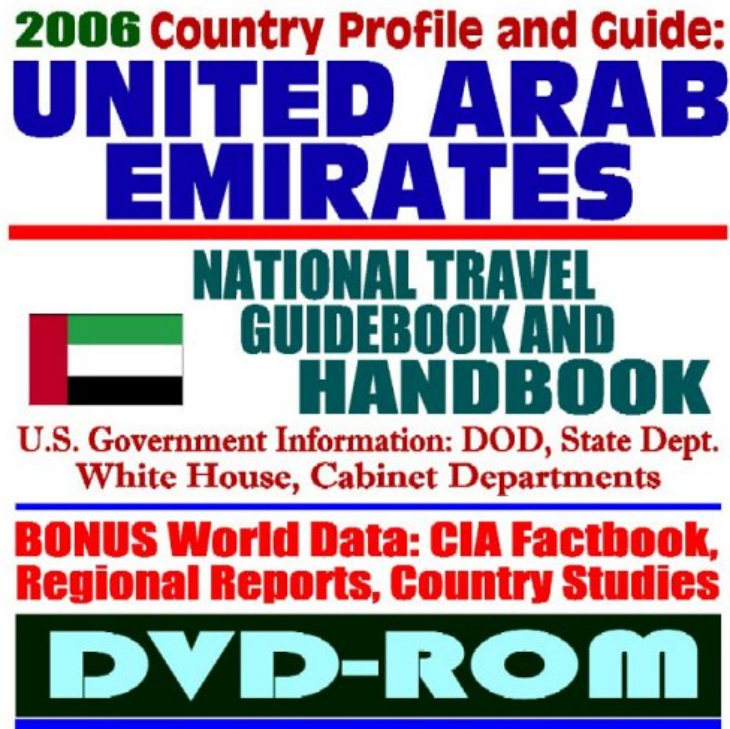 2006 Country Profile and Guide:
UNITED ARAB
EMIRATES
NATIONAL TRAVEL
GUIDEBOOK AND
HANDBOOK
U.S. Government Information: DOD, State Dept.
White House, Cabinet Departments
BONUS World Data: CIA Factbook,
Regional Reports, Country Studies
DVD-ROM